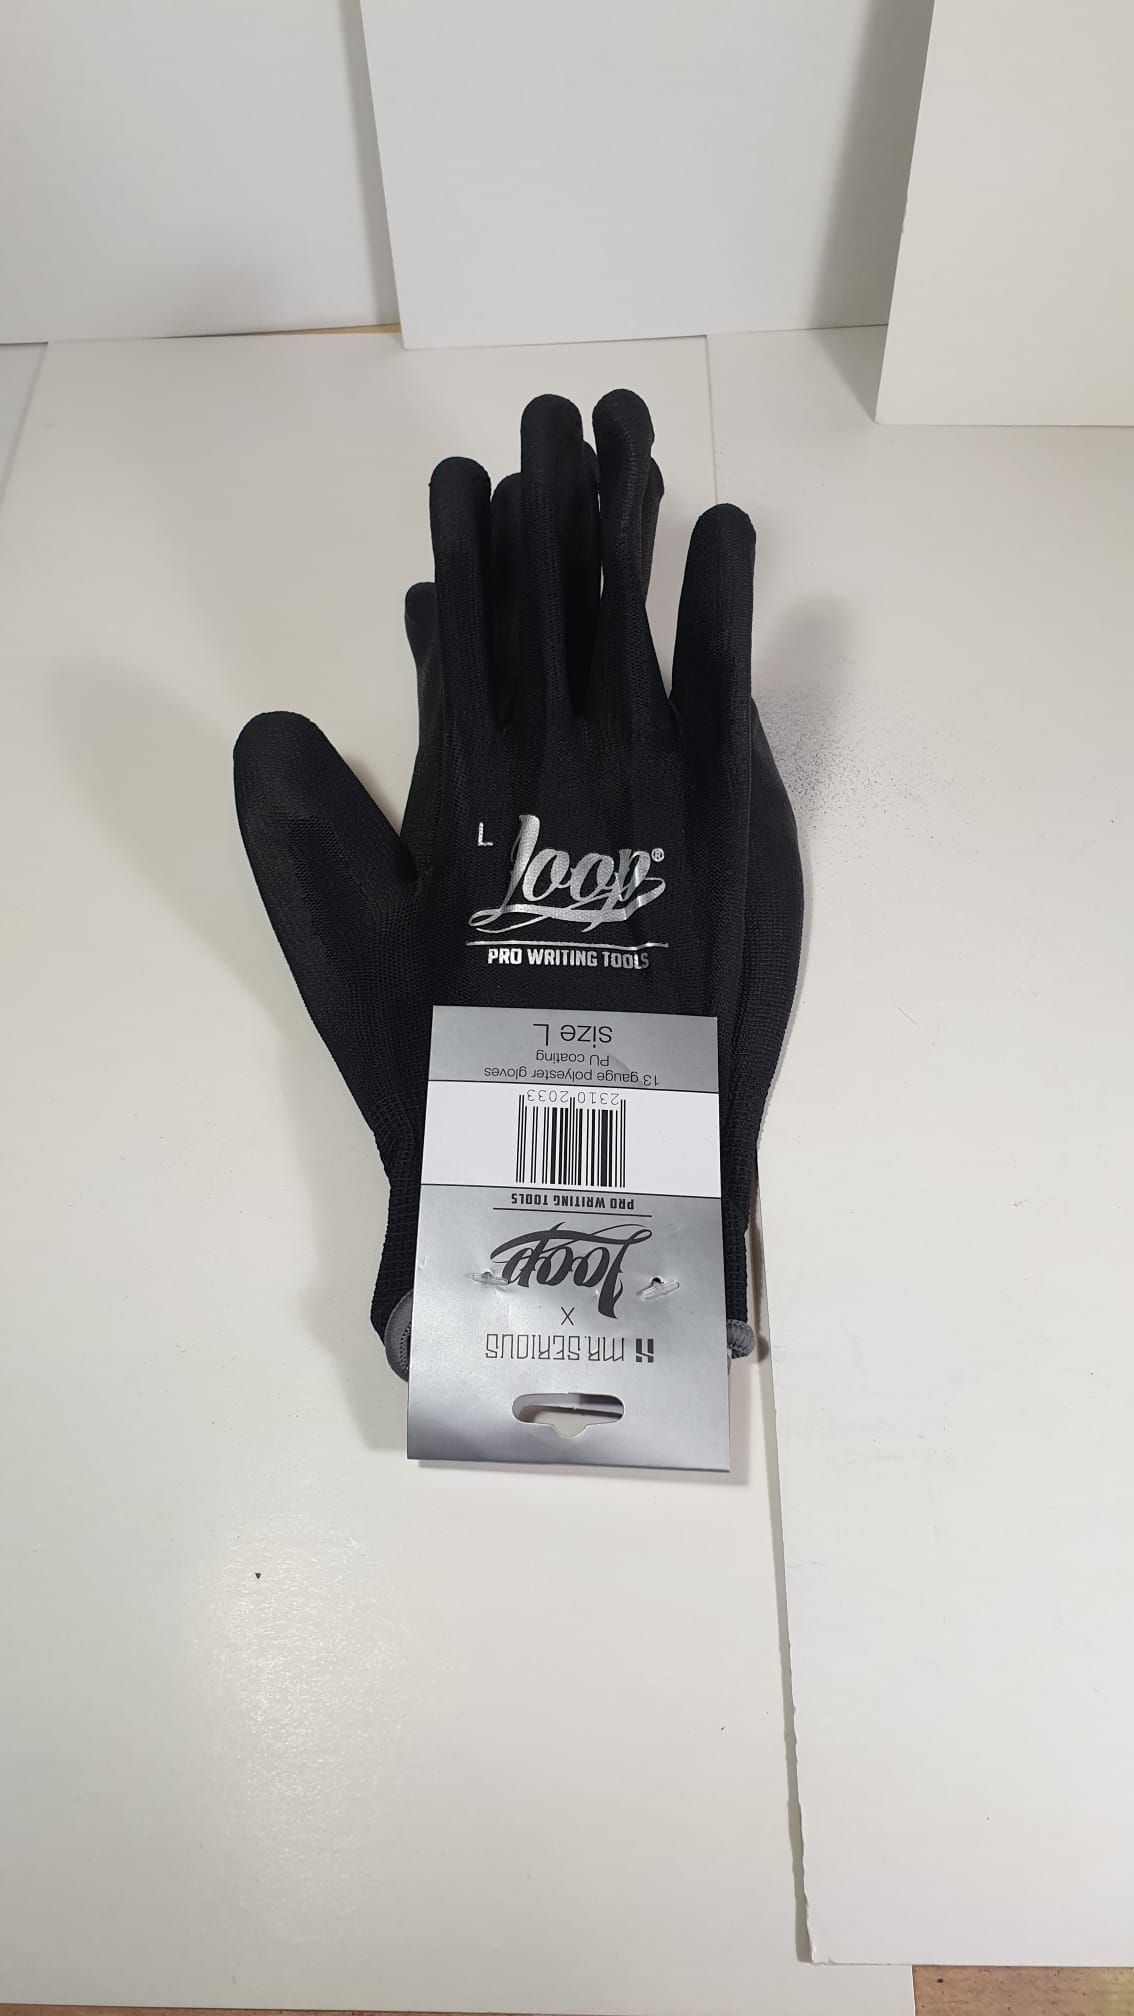 L
Loop®
PRO WRITING TOOLS
MR.SERIOUS
X
Loop
PRO WRITING TOOLS
2310 2033
13 gauge polyester gloves
PU coating
size L